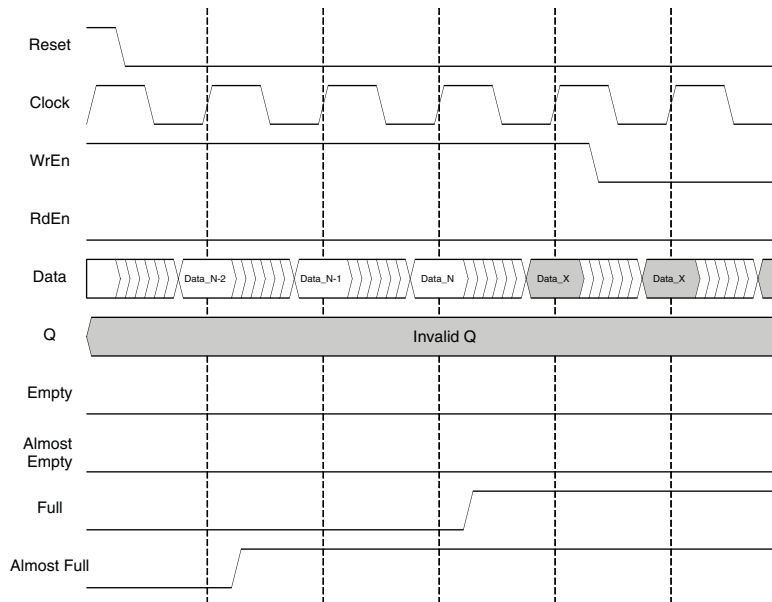 Reset
Clock
WrEn
RdEn
Data
Data_N-2
Data_N-1
Data_N
Data_X
Data_X
Q
Invalid Q
Empty
Almost
Empty
Full
Almost Full